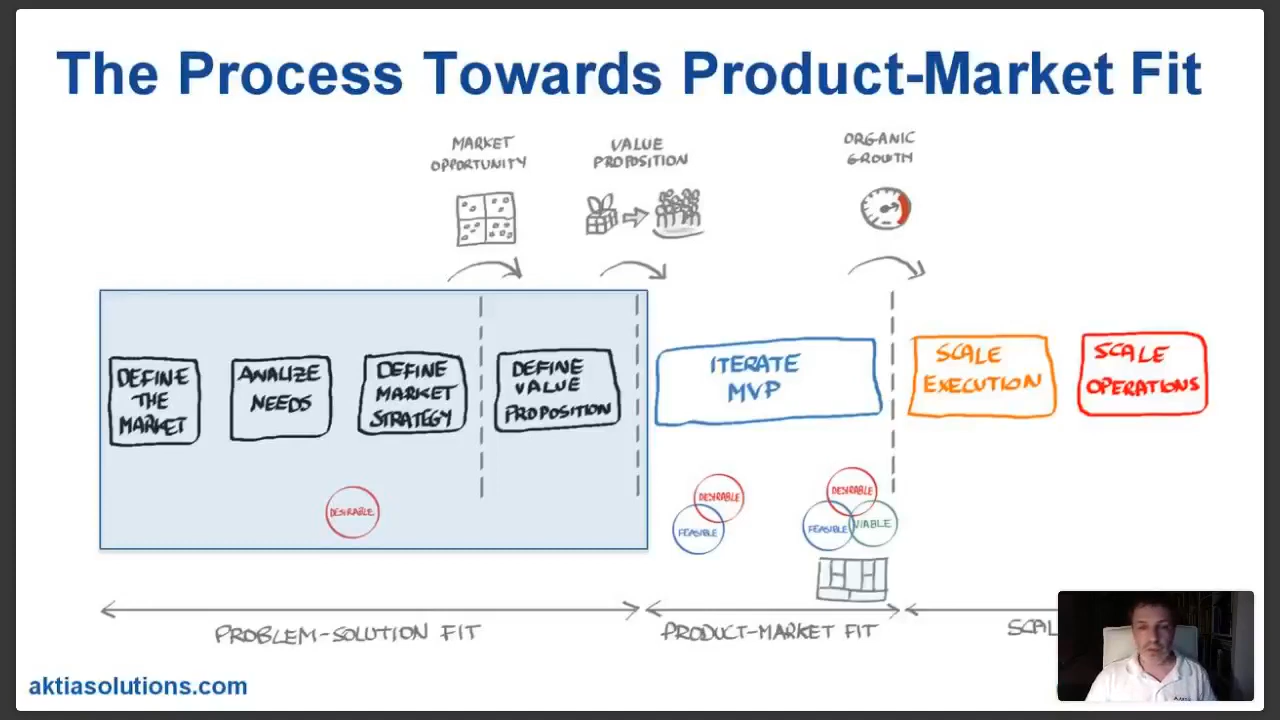 The Process Towards Product-Market Fit
MARKET
OPPORTUNITY
VALUE
PROPOSITION
ORGANIC
GROWTH
DEFINE
THE
MARKET
ANALIZE
NEEDS
DEFINE
MARKET
STRATEGY
DEFINE
VALUE
PROPOSITION
ITERATE
MVP
SCALE
EXECUTION
SCALE
OPERATIONS
DESIRABLE
DESIRABLE
FEASIBLE
DESIRABLE
FEASIBLE
VIABLE
PROBLEM-SOLUTION FIT
PRODUCT-MARKET FIT
SCAL
aktiasolutions.com